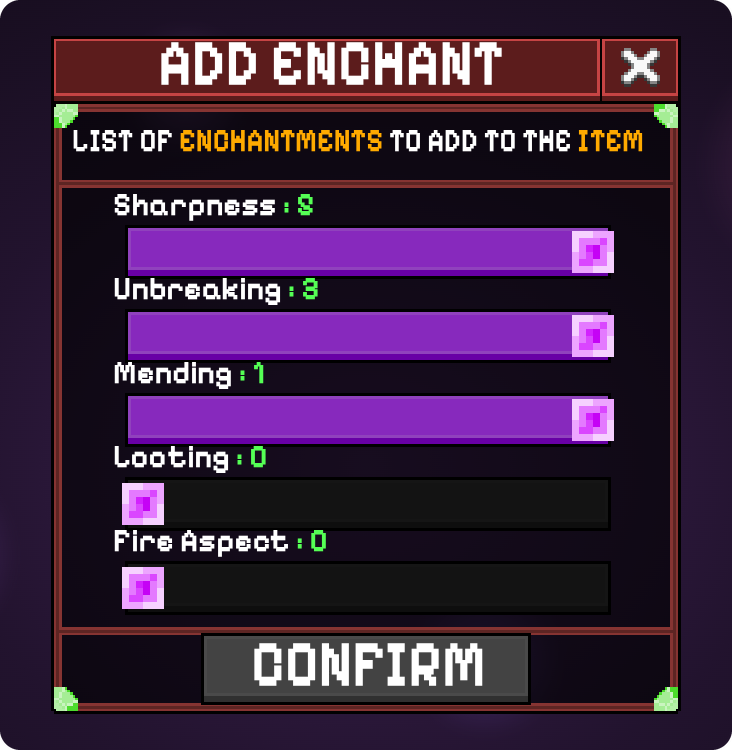 ADD ENCHANT
LIST OF ENCHANTMENTS TO ADD TO THE ITEM
Sharpness : 5
Unbreaking : 3
Mending : 1
Looting : 0
Fire Aspect : 0
CONFIRM